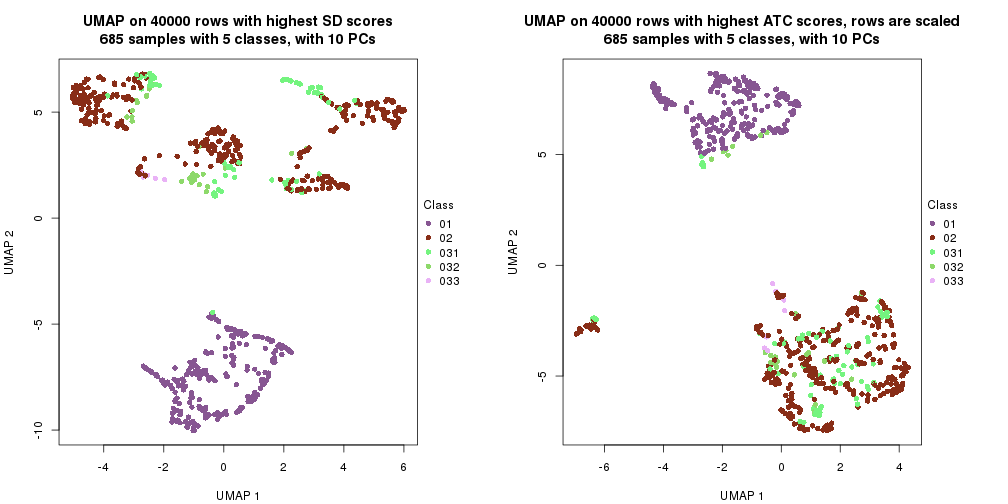 UMAP on 40000 rows with highest SD scores
685 samples with 5 classes, with 10 PCs
UMAP 2
5
0
-5
-10
-4
-2
0
2
4
6
UMAP 1
Class
01
02
031
032
033
UMAP on 40000 rows with highest ATC scores, rows are scaled
685 samples with 5 classes, with 10 PCs
UMAP 2
5
0
-5
-6
-4
-2
0
2
4
UMAP 1
Class
01
02
031
032
033